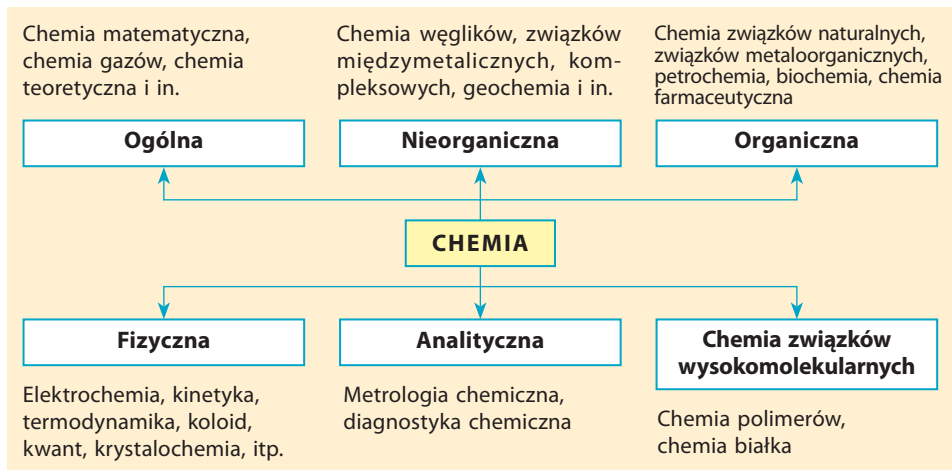 Chemia matematyczna,
chemia gazów, chemia
teoretyczna i in.
Chemia węglików, związków
międzymetalicznych, kom-
pleksowych, geochemia i in.
Chemia związków naturalnych,
związków metaloorganicznych,
petrochemia, biochemia, chemia
farmaceutyczna
Ogólna
Nieorganiczna
Organiczna
CHEMIA
Fizyczna
Analityczna
Chemia związków
wysokomolekularnych
Elektrochemia, kinetyka,
termodynamika, koloid,
kwant, krystalochemia, itp.
Metrologia chemiczna,
diagnostyka chemiczna
Chemia polimerów,
chemia białka